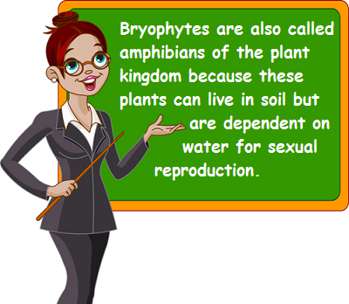 Bryophytes are also called
amphibians of the plant
kingdom because these
plants can live in soil but
are dependent on
water for sexual
reproduction.